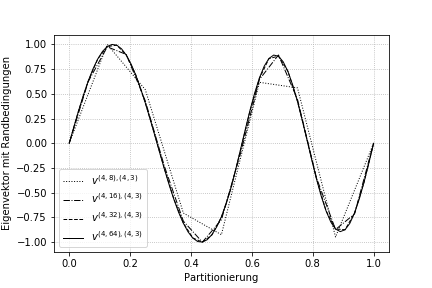 1.00
0.75
0.50
0.25
0.00
−0.25
−0.50
−0.75
−1.00
Eigenvektor mit Randbedingungen
v^(4, 8), (4, 3)
v^(4, 16), (4, 3)
v^(4, 32), (4, 3)
v^(4, 64), (4, 3)
0.0 0.2 0.4 0.6 0.8 1.0
Partitionierung